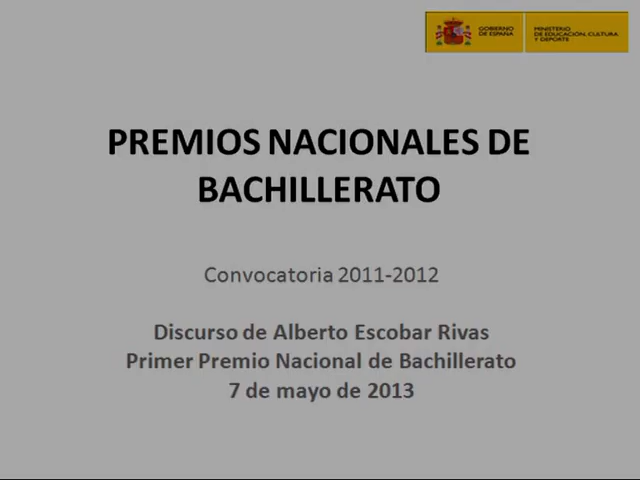 GOBIERNO
DE ESPAÑA
MINISTERIO
DE EDUCACIÓN, CULTURA
Y DEPORTE
PREMIOS NACIONALES DE
BACHILLERATO
Convocatoria 2011-2012
Discurso de Alberto Escobar Rivas
Primer Premio Nacional de Bachillerato
7 de mayo de 2013